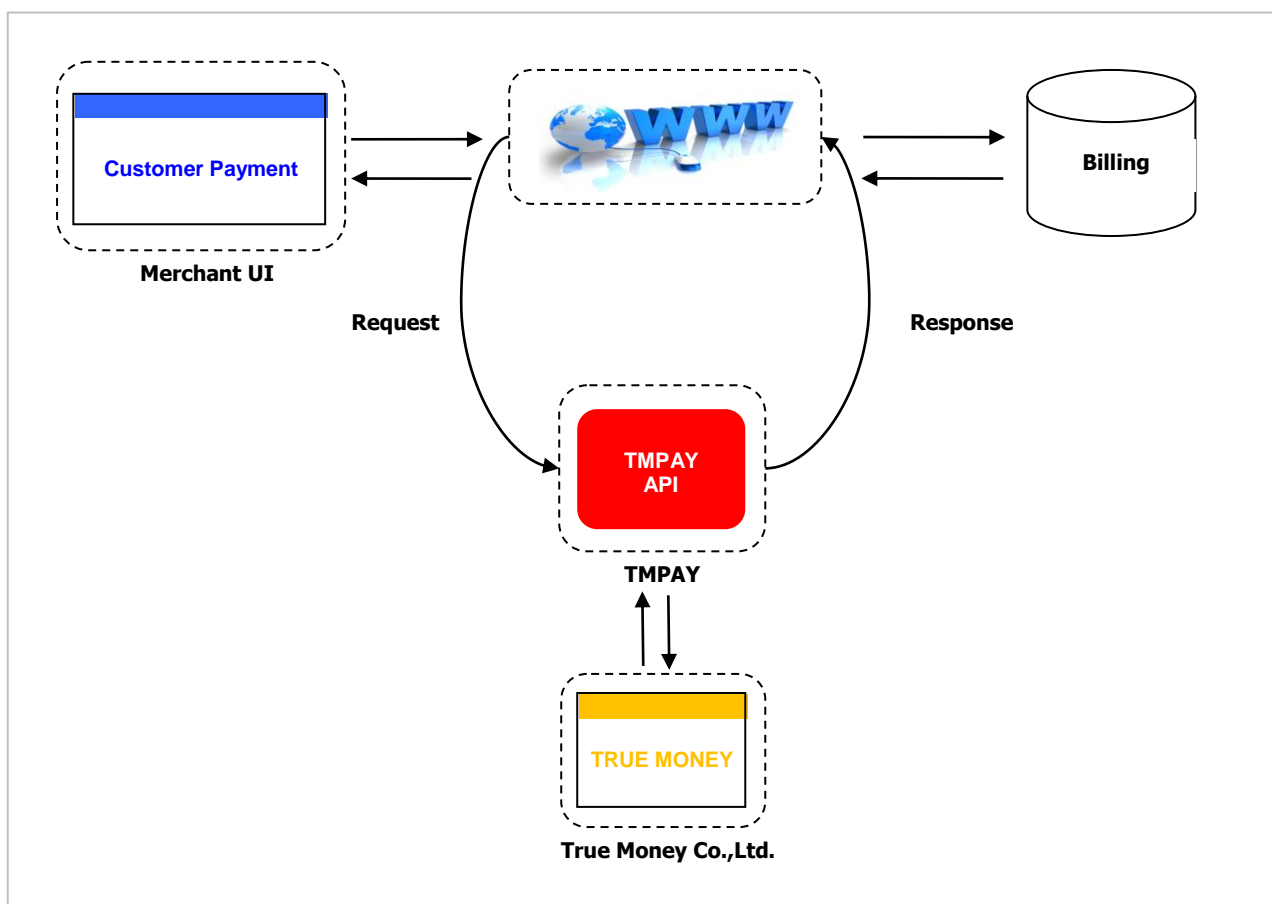 WWW
Customer Payment
Billing
Merchant UI
Request
Response
TMPAY
API
TMPAY
TRUE MONEY
True Money Co.,Ltd.